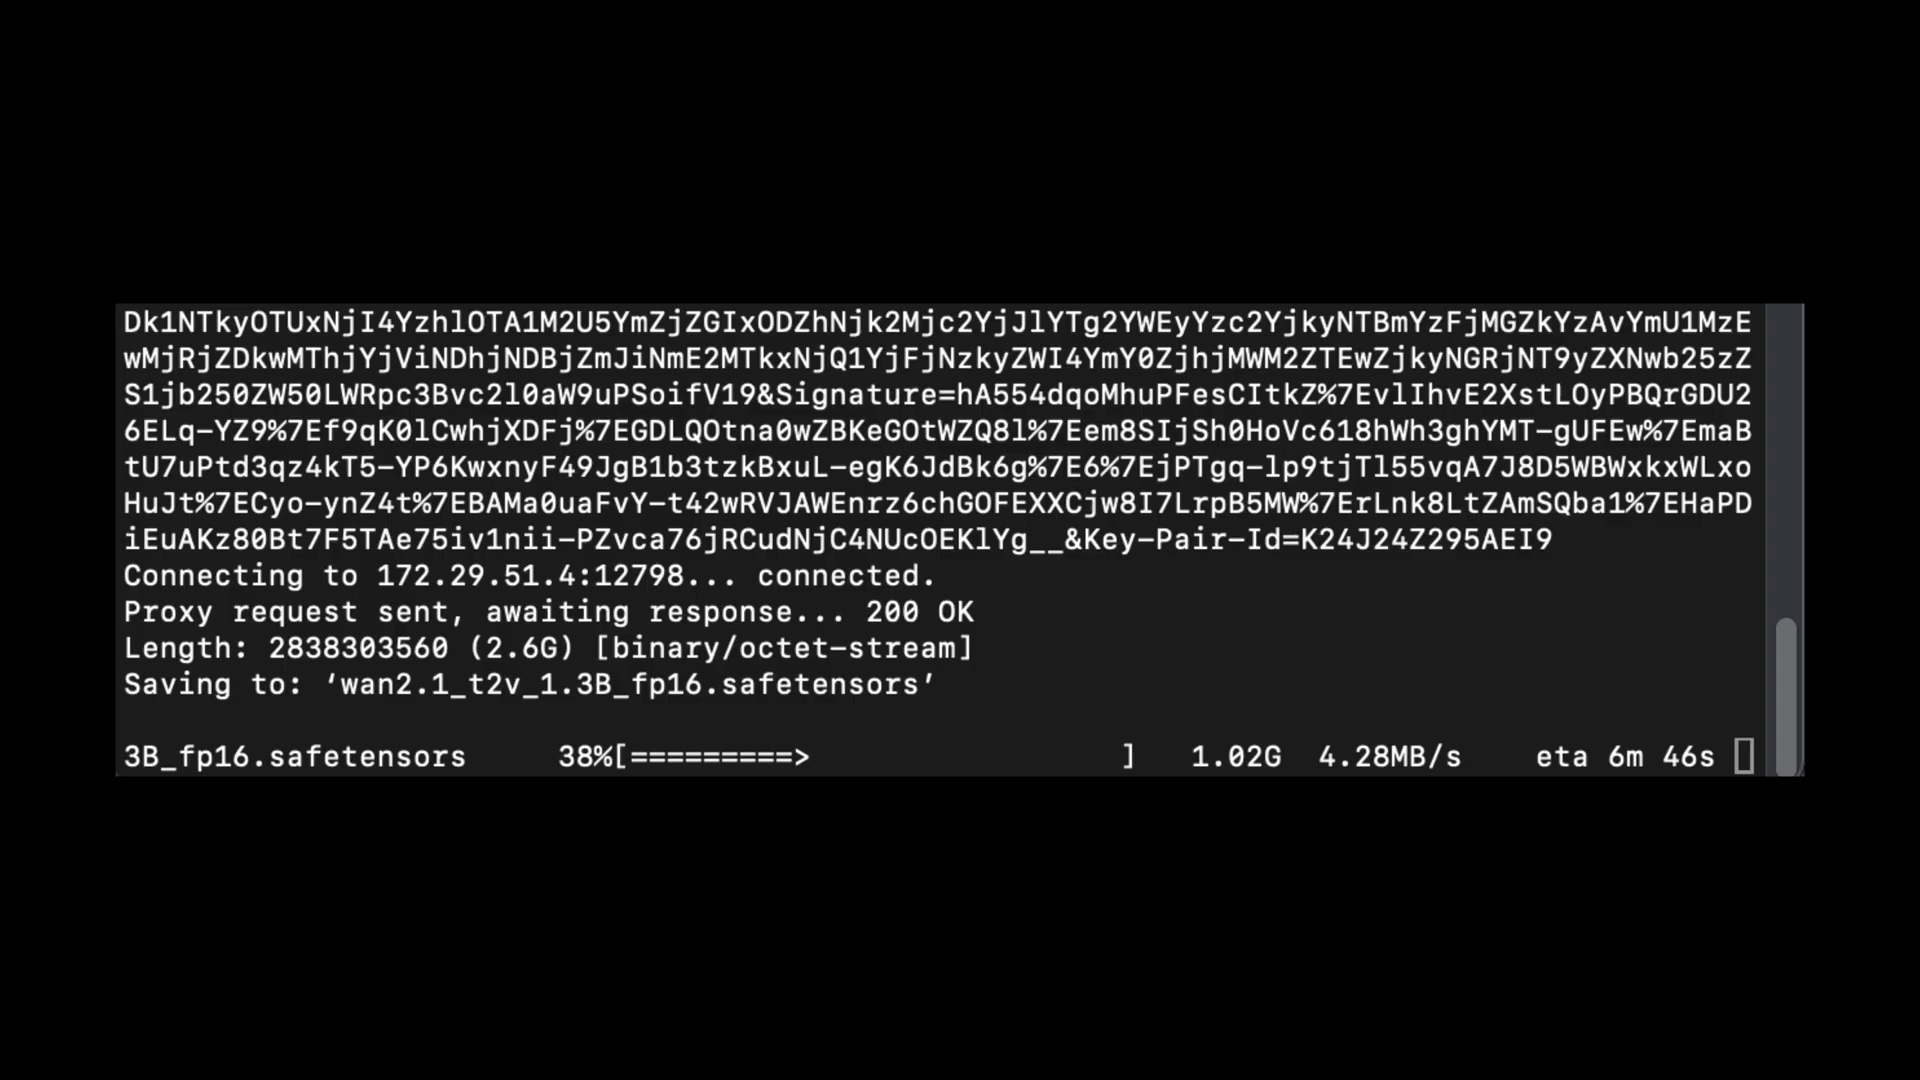 Dk1NTkyOTUxNjI4YzhlOTA1M2U5YmZjZGIxODZhNjk2Mjc2YjJlYTg2YWEyYzc2YjkyNTBmYzFjMGZkYzAvYmU1MzE
wMjRjZDkwMThjYjViNDhjNDBjZmJiNmE2MTkxNjQ1YjFjNzkyZWI4YmY0ZjhjMWM2ZTEwZjkyNGRjNT9yZXNwb25zZ
S1jb250ZW50LWRpc3Bvc2l0aW9uPSoifV19&Signature=hA554dqoMhuPFesCItkZ%7EvlIhvE2XstLOyPBQrGDU2
6ELq-YZ9%7Ef9qK0lCwhjXDFj%7EGDLQOtna0wZBKeGOtWZQ8l%7Eem8SIjSh0HoVc618hWh3ghYMT-gUFEw%7EmaB
tU7uPtd3qz4kT5-YP6KwxnyF49JgB1b3tzkBxuL-egK6JdBk6g%7E6%7EjPTgq-lp9tjTl55vqA7J8D5WBWxkxWLxo
HuJt%7ECyo-ynZ4t%7EBAMa0uaFvY-t42wRVJAWEnrz6chGOFEXXCjw8I7LrpB5MW%7ErLnk8LtZAmSQba1%7EHaPD
iEuAKz80Bt7F5TAe75iv1nii-PZvca76jRCudNjC4NUcOEKlYg__&Key-Pair-Id=K24J24Z295AEI9
Connecting to 172.29.51.4:12798... connected.
Proxy request sent, awaiting response... 200 OK
Length: 2838303560 (2.6G) [binary/octet-stream]
Saving to: ‘wan2.1_t2v_1.3B_fp16.safetensors’
3B_fp16.safetensors 38%[=========> ] 1.02G 4.28MB/s eta 6m 46s